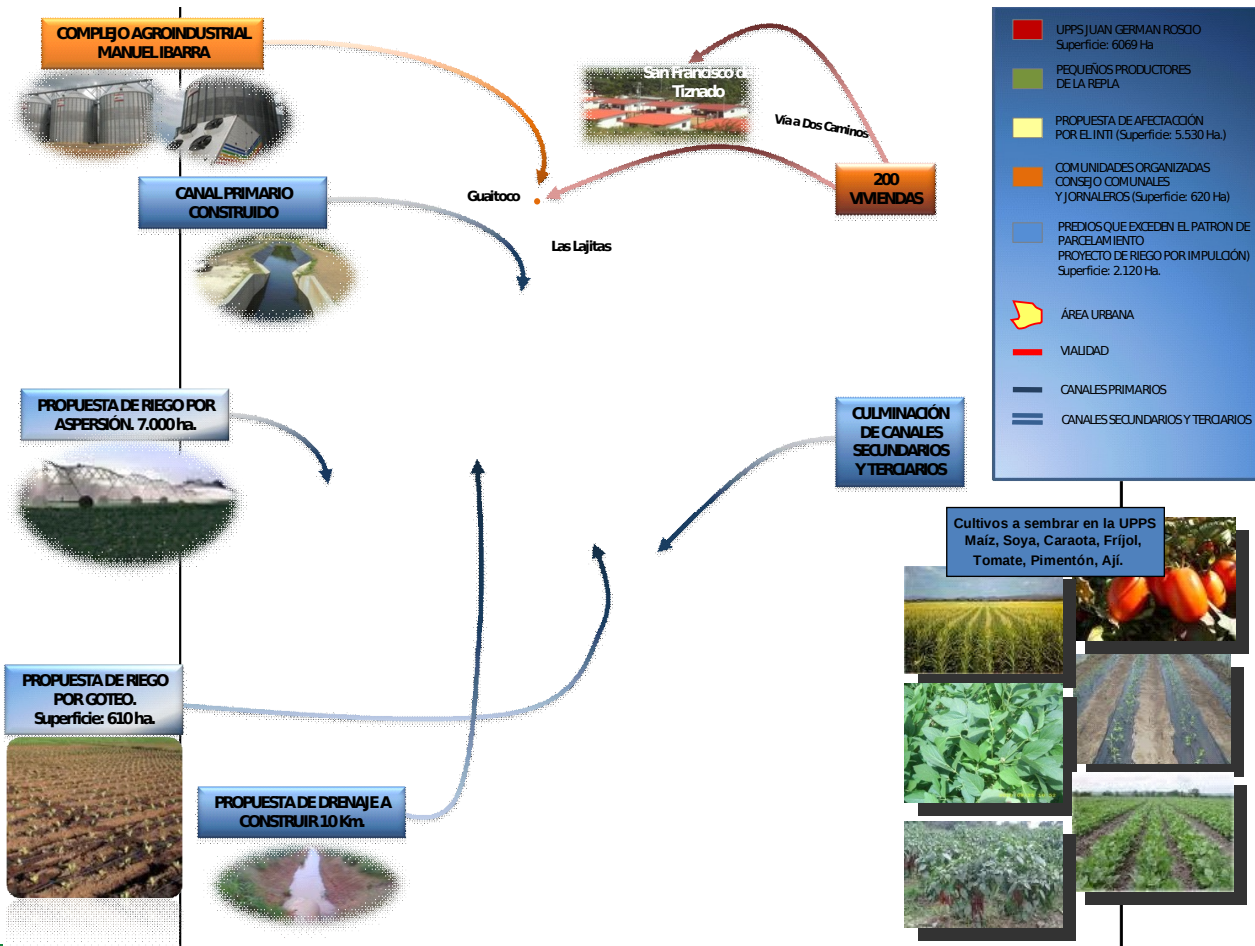 COMPLEJO AGROINDUSTRIAL
MANUEL IBARRA
San Francisco de
Tiznado
Vía a Dos Caminos
200
VIVIENDAS
Guaitoco
CANAL PRIMARIO
CONSTRUIDO
Las Lajitas
PROPUESTA DE RIEGO POR
ASPERSIÓN. 7.000 ha.
CULMINACIÓN
DE CANALES
SECUNDARIOS
Y TERCIARIOS
PROPUESTA DE RIEGO
POR GOTEO.
Superficie: 610 ha.
PROPUESTA DE DRENAJE A
CONSTRUIR 10 Km.
UPPS JUAN GERMAN ROSCIO
Superficie: 6069 Ha
PEQUEÑOS PRODUCTORES
DE LA REPLA
PROPUESTA DE AFECTACIÓN
POR EL INTI (Superficie: 5.530 Ha.)
COMUNIDADES ORGANIZADAS
CONSEJO COMUNALES
Y JORNALEROS (Superficie: 620 Ha)
PREDIOS QUE EXCEDEN EL PATRON DE
PARCELAMIENTO
PROYECTO DE RIEGO POR IMPULCIÓN)
Superficie: 2.120 Ha.
ÁREA URBANA
VIALIDAD
CANALES PRIMARIOS
CANALES SECUNDARIOS Y TERCIARIOS
Cultivos a sembrar en la UPPS
Maíz, Soya, Caraota, Fríjol,
Tomate, Pimentón, Ají.